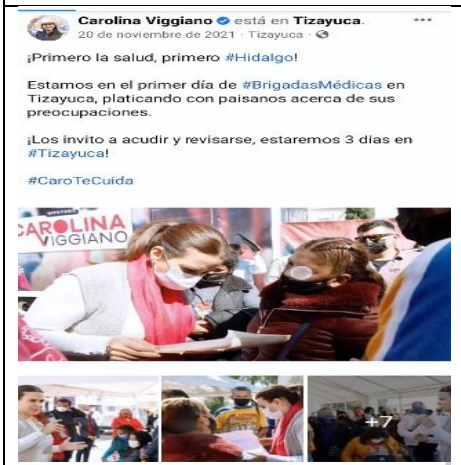 Carolina Viggiano está en Tizayuca.
20 de noviembre de 2021 · Tizayuca ·
¡Primero la salud, primero #Hidalgo!
Estamos en el primer día de #BrigadasMédicas en
Tizayuca, platicando con paisanos acerca de sus
preocupaciones.
¡Los invito a acudir y revisarse, estaremos 3 días en
#Tizayuca!
#CaroTeCuida
CAROLINA
VIGGIANO
+7